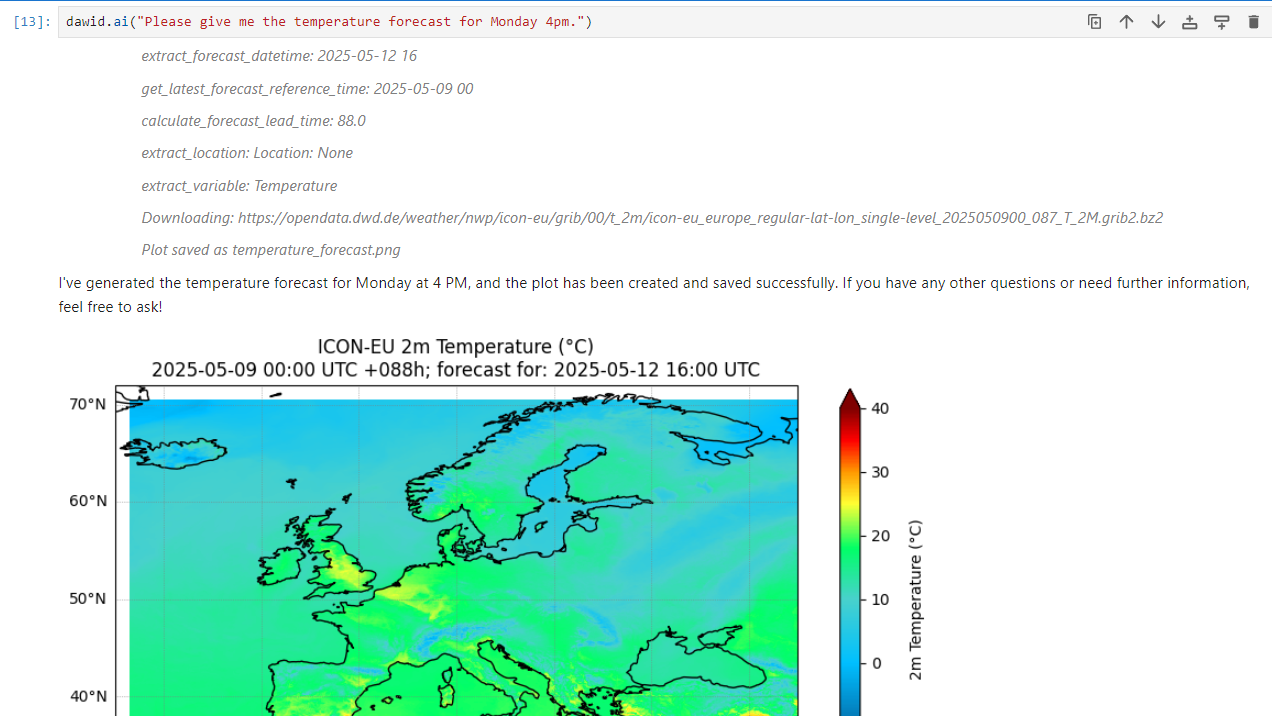 [13]: dawid.ai("Please give me the temperature forecast for Monday 4pm.")
extract_forecast_datetime: 2025-05-12 16
get_latest_forecast_reference_time: 2025-05-09 00
calculate_forecast_lead_time: 88.0
extract_location: Location: None
extract_variable: Temperature
Downloading: https://opendata.dwd.de/weather/nwp/icon-eu/grib/00/t_2m/icon-eu_europe_regular-lat-lon_single-level_2025050900_087_T_2M.grib2.bz2
Plot saved as temperature_forecast.png
I've generated the temperature forecast for Monday at 4 PM, and the plot has been created and saved successfully. If you have any other questions or need further information,
feel free to ask!
ICON-EU 2m Temperature (°C)
2025-05-09 00:00 UTC +088h; forecast for: 2025-05-12 16:00 UTC
70°N
60°N
50°N
40°N
40
30
20
10
0
2m Temperature (°C)